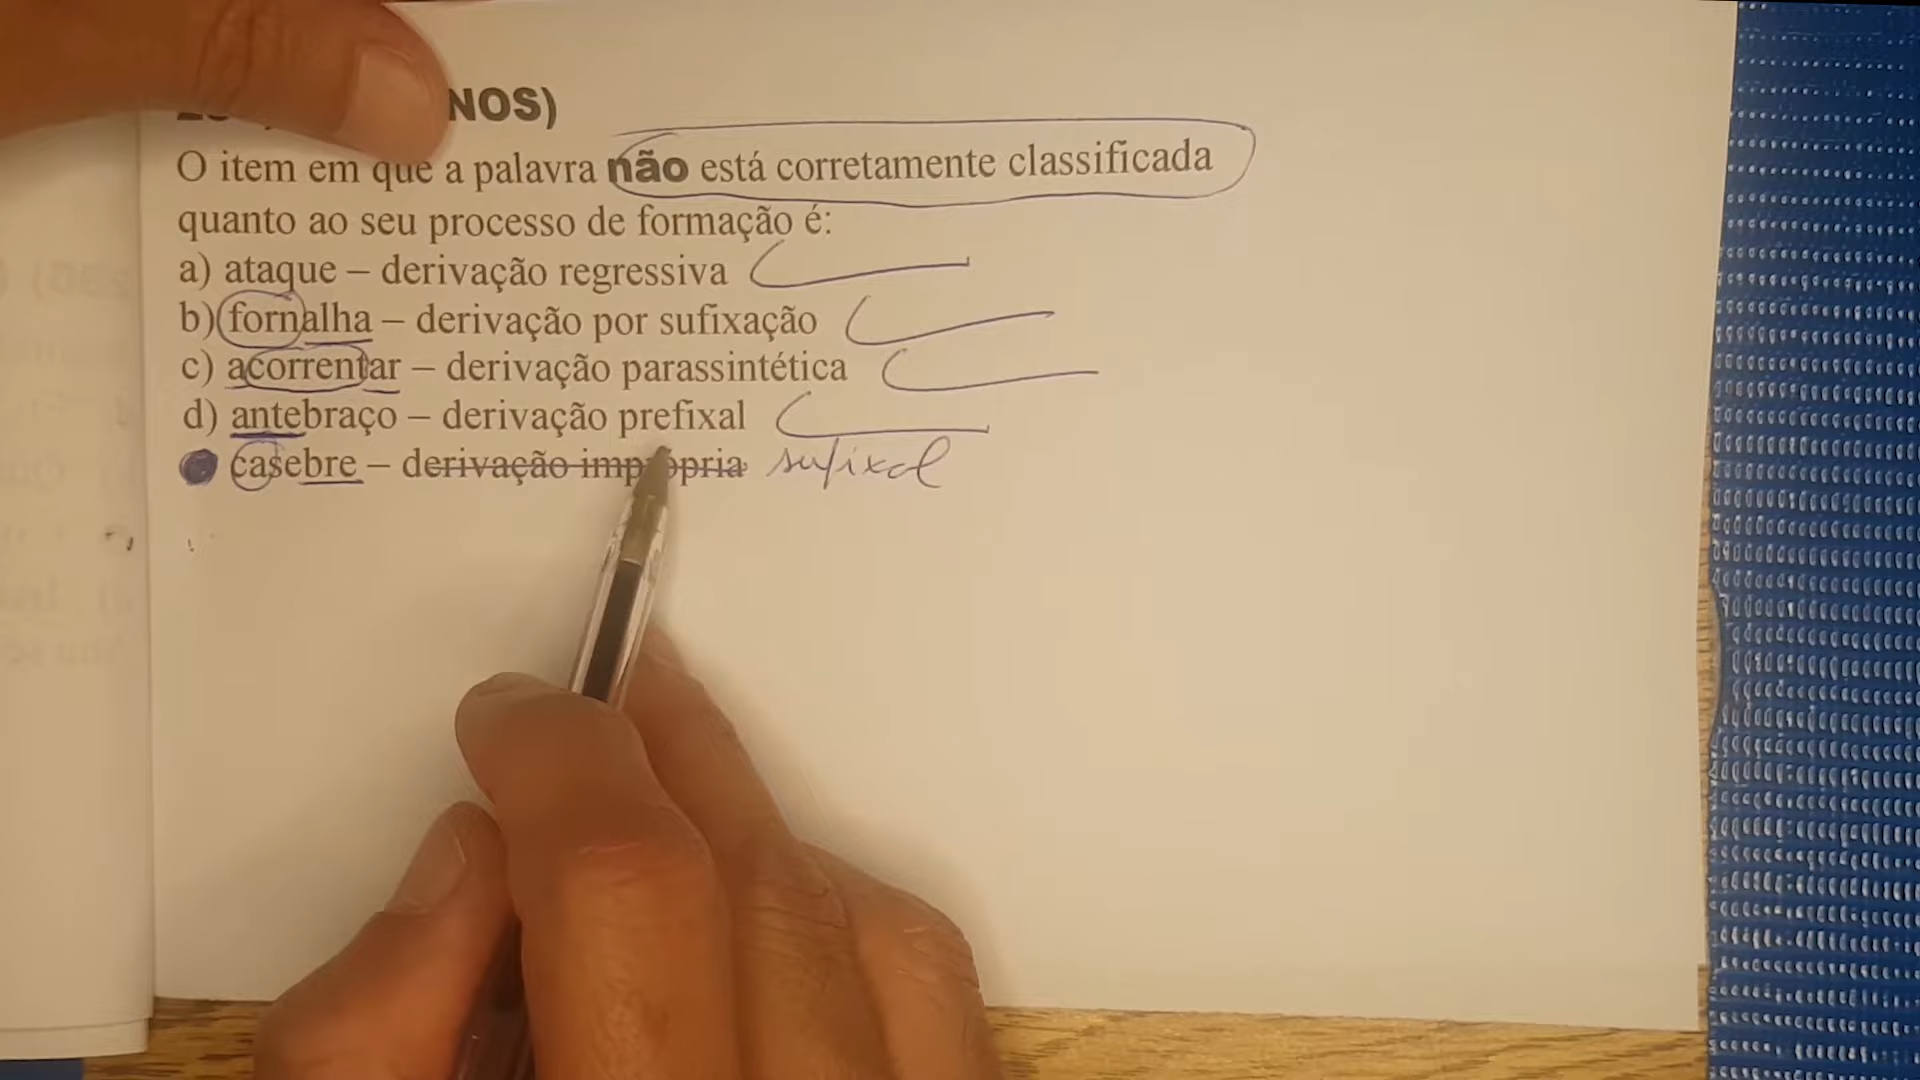 NOS)
O item em que a palavra não está corretamente classificada
quanto ao seu processo de formação é:
a) ataque – derivação regressiva
b) fornalha – derivação por sufixação
c) acorrentar – derivação parassintética
d) antebraço – derivação prefixal
casebre – derivação imprópria sufixal